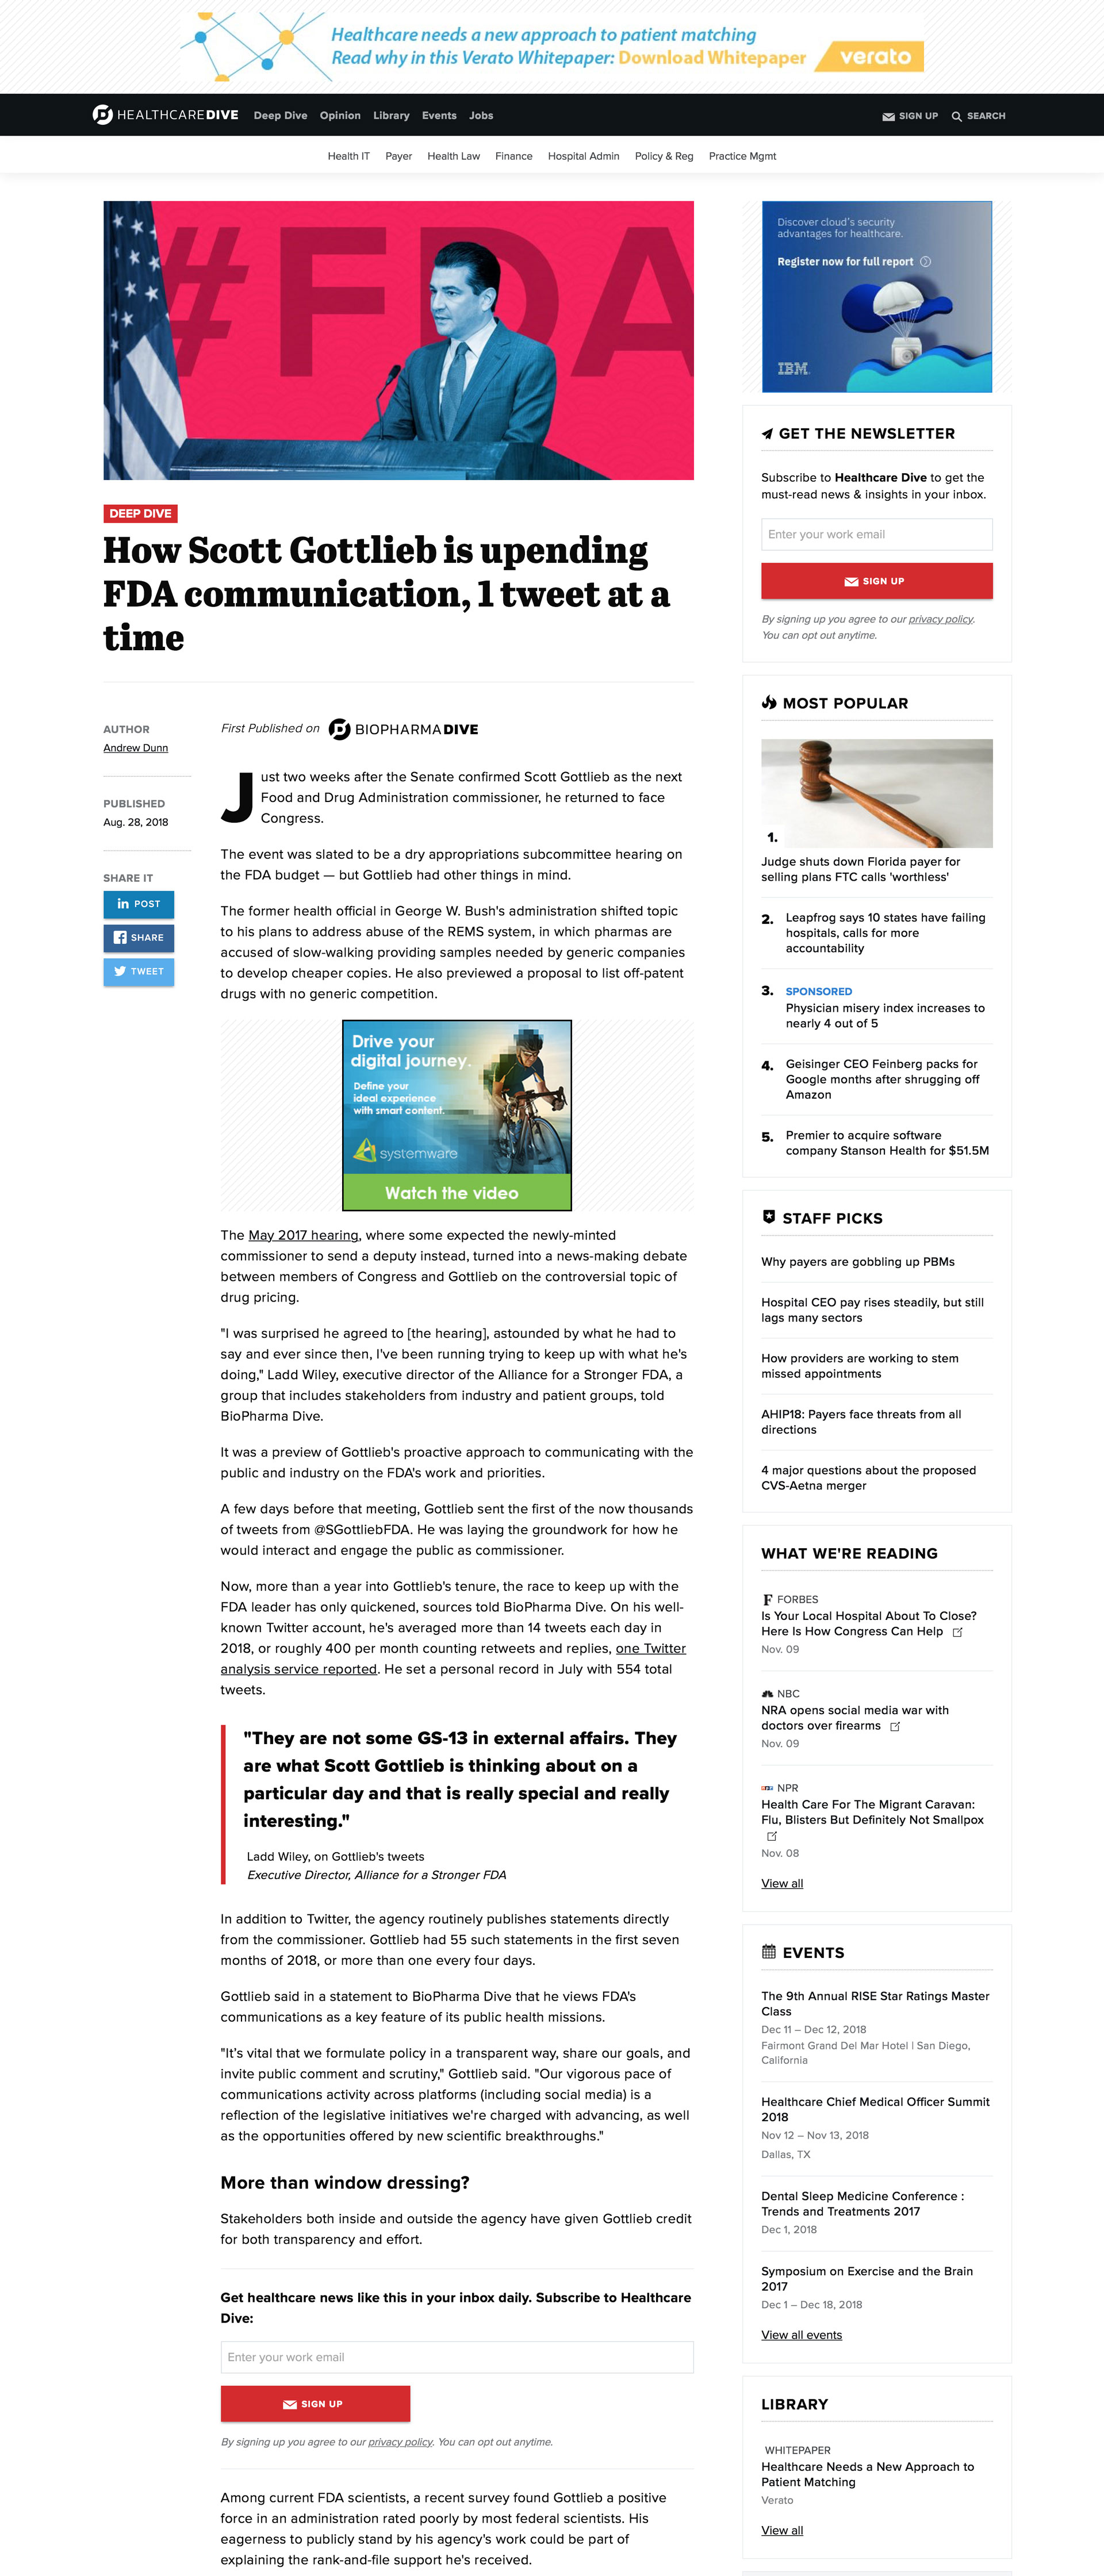 Healthcare needs a new approach to patient matching
Read why in this Verato Whitepaper: Download Whitepaper
verato
HEALTHCAREDIVE
Deep Dive
Opinion
Library
Events
Jobs
SIGN UP
SEARCH
Health IT
Payer
Health Law
Finance
Hospital Admin
Policy & Reg
Practice Mgmt
#FDA
DEEP DIVE
How Scott Gottlieb is upending
FDA communication, 1 tweet at a
time
AUTHOR
Andrew Dunn
PUBLISHED
Aug. 28, 2018
SHARE IT
POST
SHARE
TWEET
First Published on BIOPHARMADIVE
Just two weeks after the Senate confirmed Scott Gottlieb as the next
Food and Drug Administration commissioner, he returned to face
Congress.
The event was slated to be a dry appropriations subcommittee hearing on
the FDA budget — but Gottlieb had other things in mind.
The former health official in George W. Bush's administration shifted topic
to his plans to address abuse of the REMS system, in which pharmas are
accused of slow-walking providing samples needed by generic companies
to develop cheaper copies. He also previewed a proposal to list off-patent
drugs with no generic competition.
Drive your
digital journey.
Define your
ideal experience
with smart content.
systemware
Watch the video
The May 2017 hearing, where some expected the newly-minted
commissioner to send a deputy instead, turned into a news-making debate
between members of Congress and Gottlieb on the controversial topic of
drug pricing.
"I was surprised he agreed to [the hearing], astounded by what he had to
say and ever since then, I've been running trying to keep up with what he's
doing," Ladd Wiley, executive director of the Alliance for a Stronger FDA, a
group that includes stakeholders from industry and patient groups, told
BioPharma Dive.
It was a preview of Gottlieb's proactive approach to communicating with the
public and industry on the FDA's work and priorities.
A few days before that meeting, Gottlieb sent the first of the now thousands
of tweets from @SGottliebFDA. He was laying the groundwork for how he
would interact and engage the public as commissioner.
Now, more than a year into Gottlieb's tenure, the race to keep up with the
FDA leader has only quickened, sources told BioPharma Dive. On his well-
known Twitter account, he's averaged more than 14 tweets each day in
2018, or roughly 400 per month counting retweets and replies, one Twitter
analysis service reported. He set a personal record in July with 554 total
tweets.
"They are not some GS-13 in external affairs. They
are what Scott Gottlieb is thinking about on a
particular day and that is really special and really
interesting."
Ladd Wiley, on Gottlieb's tweets
Executive Director, Alliance for a Stronger FDA
In addition to Twitter, the agency routinely publishes statements directly
from the commissioner. Gottlieb had 55 such statements in the first seven
months of 2018, or more than one every four days.
Gottlieb said in a statement to BioPharma Dive that he views FDA's
communications as a key feature of its public health missions.
"It's vital that we formulate policy in a transparent way, share our goals, and
invite public comment and scrutiny," Gottlieb said. "Our vigorous pace of
communications activity across platforms (including social media) is a
reflection of the legislative initiatives we're charged with advancing, as well
as the opportunities offered by new scientific breakthroughs."
More than window dressing?
Stakeholders both inside and outside the agency have given Gottlieb credit
for both transparency and effort.
Get healthcare news like this in your inbox daily. Subscribe to Healthcare
Dive:
Enter your work email
SIGN UP
By signing up you agree to our privacy policy. You can opt out anytime.
Among current FDA scientists, a recent survey found Gottlieb a positive
force in an administration rated poorly by most federal scientists. His
eagerness to publicly stand by his agency's work could be part of
explaining the rank-and-file support he's received.
Discover cloud's security
advantages for healthcare.
Register now for full report
IBM
GET THE NEWSLETTER
Subscribe to Healthcare Dive to get the
must-read news & insights in your inbox.
Enter your work email
SIGN UP
By signing up you agree to our privacy policy.
You can opt out anytime.
MOST POPULAR
1.
Judge shuts down Florida payer for
selling plans FTC calls 'worthless'
2. Leapfrog says 10 states have failing
hospitals, calls for more
accountability
3. SPONSORED
Physician misery index increases to
nearly 4 out of 5
4. Geisinger CEO Feinberg packs for
Google months after shrugging off
Amazon
5. Premier to acquire software
company Stanson Health for $51.5M
STAFF PICKS
Why payers are gobbling up PBMs
Hospital CEO pay rises steadily, but still
lags many sectors
How providers are working to stem
missed appointments
AHIP18: Payers face threats from all
directions
4 major questions about the proposed
CVS-Aetna merger
WHAT WE'RE READING
F FORBES
Is Your Local Hospital About To Close?
Here Is How Congress Can Help
Nov. 09
NBC
NRA opens social media war with
doctors over firearms
Nov. 09
NPR
Health Care For The Migrant Caravan:
Flu, Blisters But Definitely Not Smallpox
Nov. 08
View all
EVENTS
The 9th Annual RISE Star Ratings Master
Class
Dec 11 – Dec 12, 2018
Fairmont Grand Del Mar Hotel | San Diego,
California
Healthcare Chief Medical Officer Summit
2018
Nov 12 – Nov 13, 2018
Dallas, TX
Dental Sleep Medicine Conference :
Trends and Treatments 2017
Dec 1, 2018
Symposium on Exercise and the Brain
2017
Dec 1 – Dec 18, 2018
View all events
LIBRARY
WHITEPAPER
Healthcare Needs a New Approach to
Patient Matching
Verato
View all